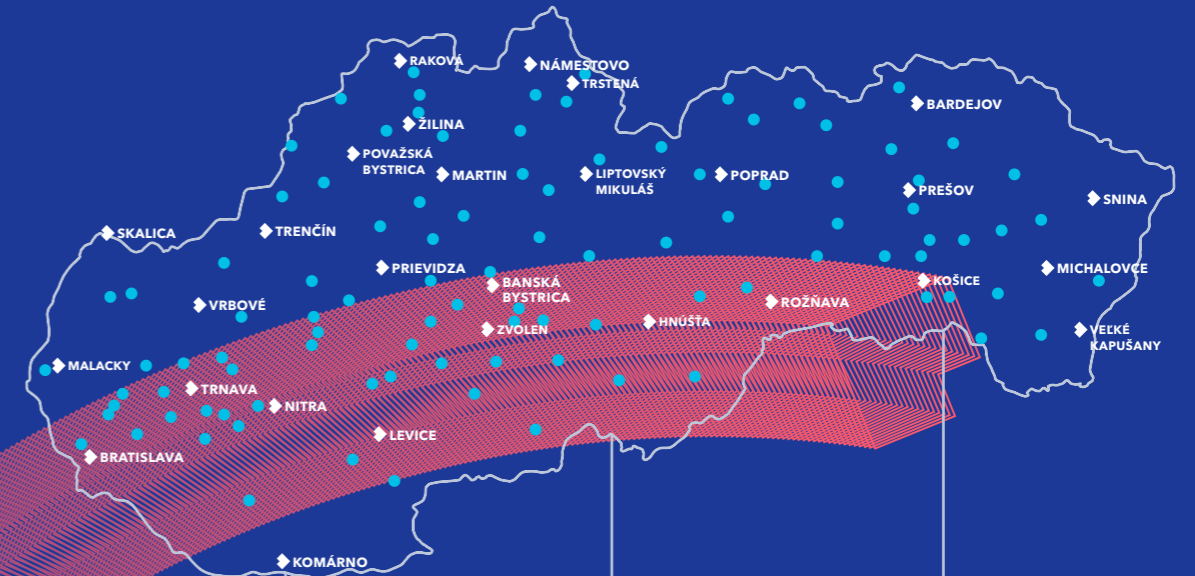 RAKOVÁ
NÁMESTOVO
TRSTENÁ
BARDEJOV
ŽILINA
POVAŽSKÁ
BYSTRICA
MARTIN
LIPTOVSKÝ
MIKULÁŠ
POPRAD
PREŠOV
SNINA
SKALICA
TRENČÍN
PRIEVIDZA
BANSKÁ
BYSTRICA
KOŠICE
MICHALOVCE
VRBOVÉ
ROŽŇAVA
HNÚŠŤA
ZVOLEN
VEĽKÉ
KAPUŠANY
MALACKY
TRNAVA
NITRA
LEVICE
BRATISLAVA
KOMÁRNO